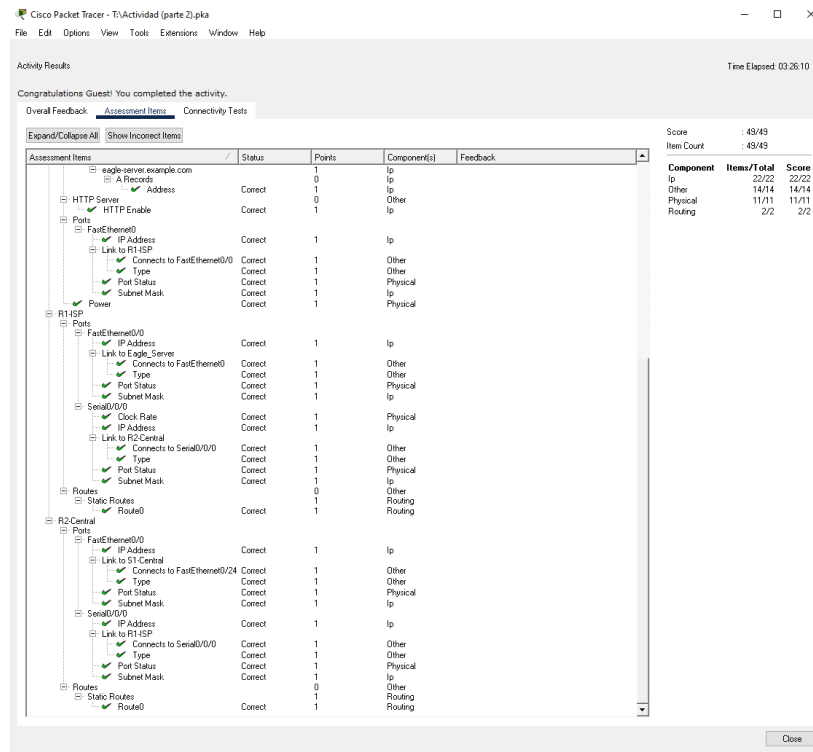 Cisco Packet Tracer - T:\Actividad (parte 2).pka
File Edit Options View Tools Extensions Window Help
Activity Results
Time Elapsed: 03:26:10
Congratulations Guest! You completed the activity.
Overall Feedback Assessment Items Connectivity Tests
Expand/Collapse All Show Incorrect Items
Score : 49/49
Item Count : 49/49
Component Items/Total Score
Ip 22/22 22/22
Other 14/14 14/14
Physical 11/11 11/11
Routing 2/2 2/2
Assessment Items Status Points Component(s) Feedback
eagle-server.example.com 1 Ip
A Records 0 Ip
Address Correct 1 Ip
HTTP Server 0 Other
HTTP Enable Correct 1 Ip
Ports
FastEthernet0
IP Address Correct 1 Ip
Link to R1-ISP
Connects to FastEthernet0/0 Correct 1 Other
Type Correct 1 Other
Port Status Correct 1 Physical
Subnet Mask Correct 1 Ip
Power Correct 1 Physical
R1-ISP
Ports
FastEthernet0/0
IP Address Correct 1 Ip
Link to Eagle_Server
Connects to FastEthernet0 Correct 1 Other
Type Correct 1 Other
Port Status Correct 1 Physical
Subnet Mask Correct 1 Ip
Serial0/0/0
Clock Rate Correct 1 Physical
IP Address Correct 1 Ip
Link to R2-Central
Connects to Serial0/0/0 Correct 1 Other
Type Correct 1 Other
Port Status Correct 1 Physical
Subnet Mask Correct 1 Ip
Routes 0 Other
Static Routes 1 Routing
Route0 Correct 1 Routing
R2-Central
Ports
FastEthernet0/0
IP Address Correct 1 Ip
Link to S1-Central
Connects to FastEthernet0/24 Correct 1 Other
Type Correct 1 Other
Port Status Correct 1 Physical
Subnet Mask Correct 1 Ip
Serial0/0/0
IP Address Correct 1 Ip
Link to R1-ISP
Connects to Serial0/0/0 Correct 1 Other
Type Correct 1 Other
Port Status Correct 1 Physical
Subnet Mask Correct 1 Ip
Routes 0 Other
Static Routes 1 Routing
Route0 Correct 1 Routing
Close